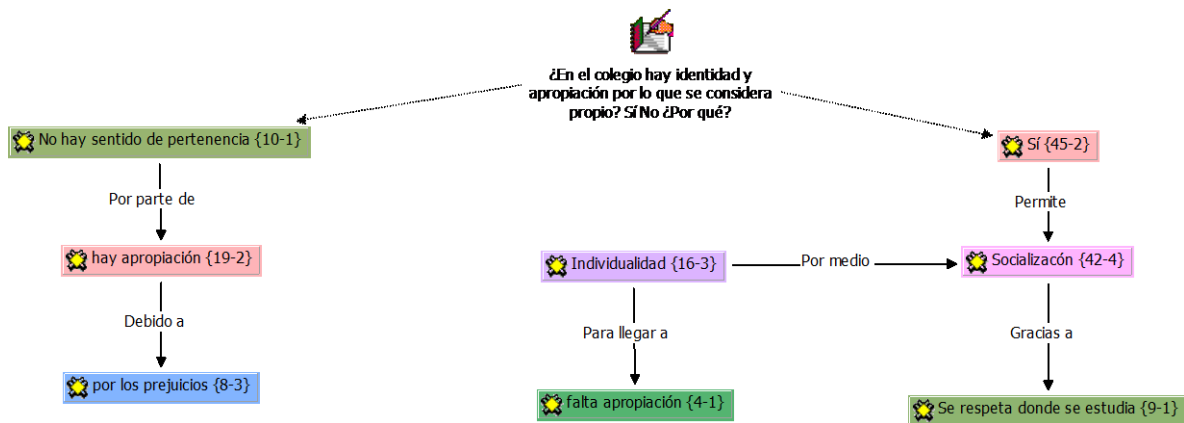 ¿En el colegio hay identidad y
apropiación por lo que se considera
propio? Sí No ¿Por qué?
No hay sentido de pertenencia {10-1}
Sí {45-2}
Por parte de
Permite
hay apropiación {19-2}
Individualidad {16-3}
Por medio
Socializacón {42-4}
Debido a
Para llegar a
Gracias a
por los prejuicios {8-3}
falta apropiación {4-1}
Se respeta donde se estudia {9-1}